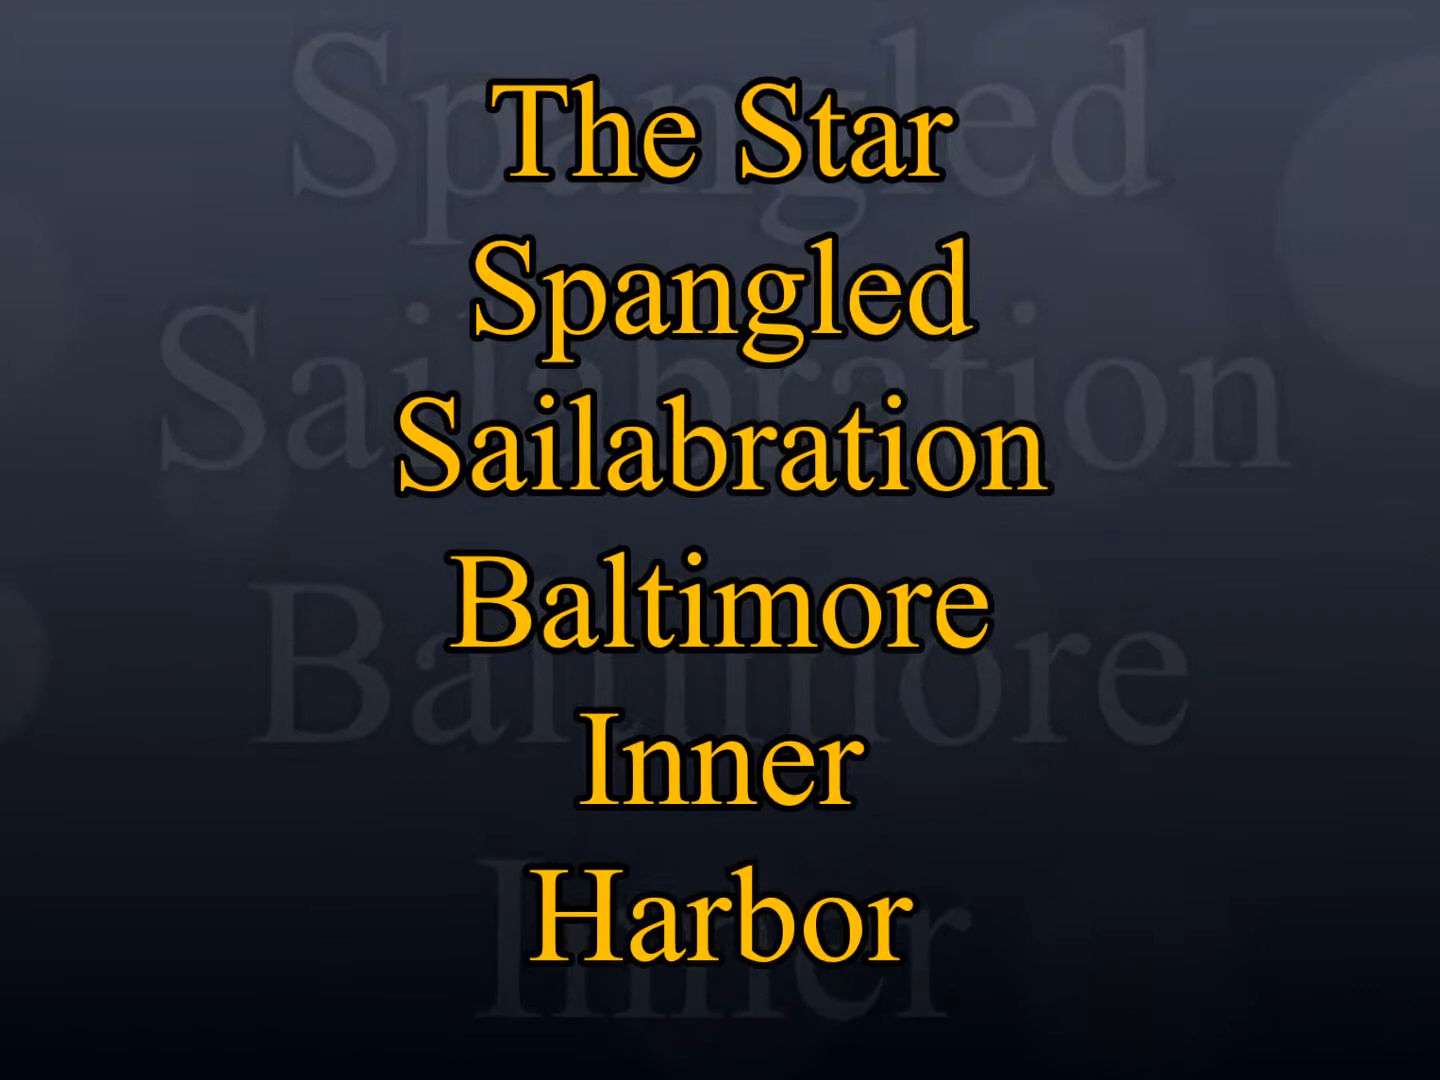 The Star
Spangled
Sailabration
Baltimore
Inner
Harbor